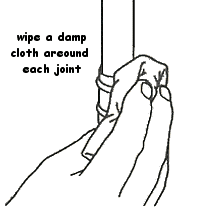 wipe a damp
cloth areound
each joint